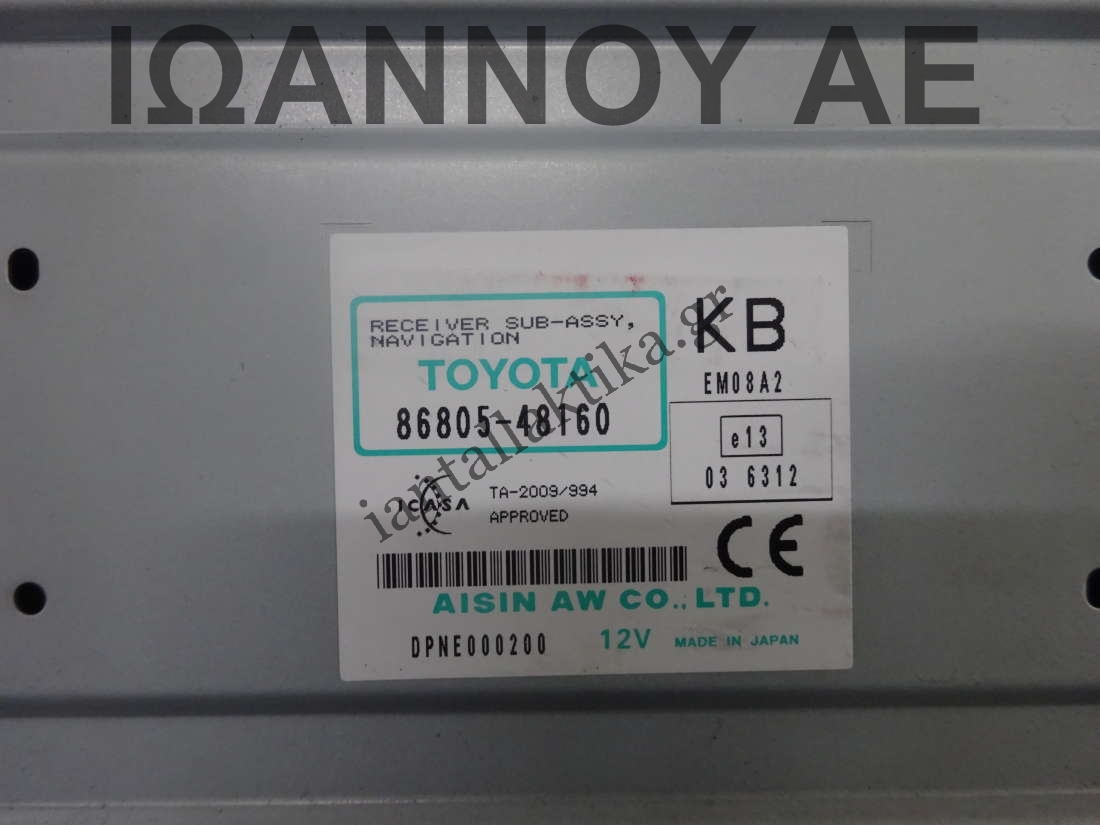 ΙΩΑΝΝΟΥ ΑΕ
RECEIVER SUB-ASSY,
NAVIGATION
TOYOTA
86805-48160
KB
EM08A2
e13
03 6312
ICASA
TA-2009/994
APPROVED
CE
AISIN AW CO., LTD.
DPNE000200 12V MADE IN JAPAN
iantallaktika.gr